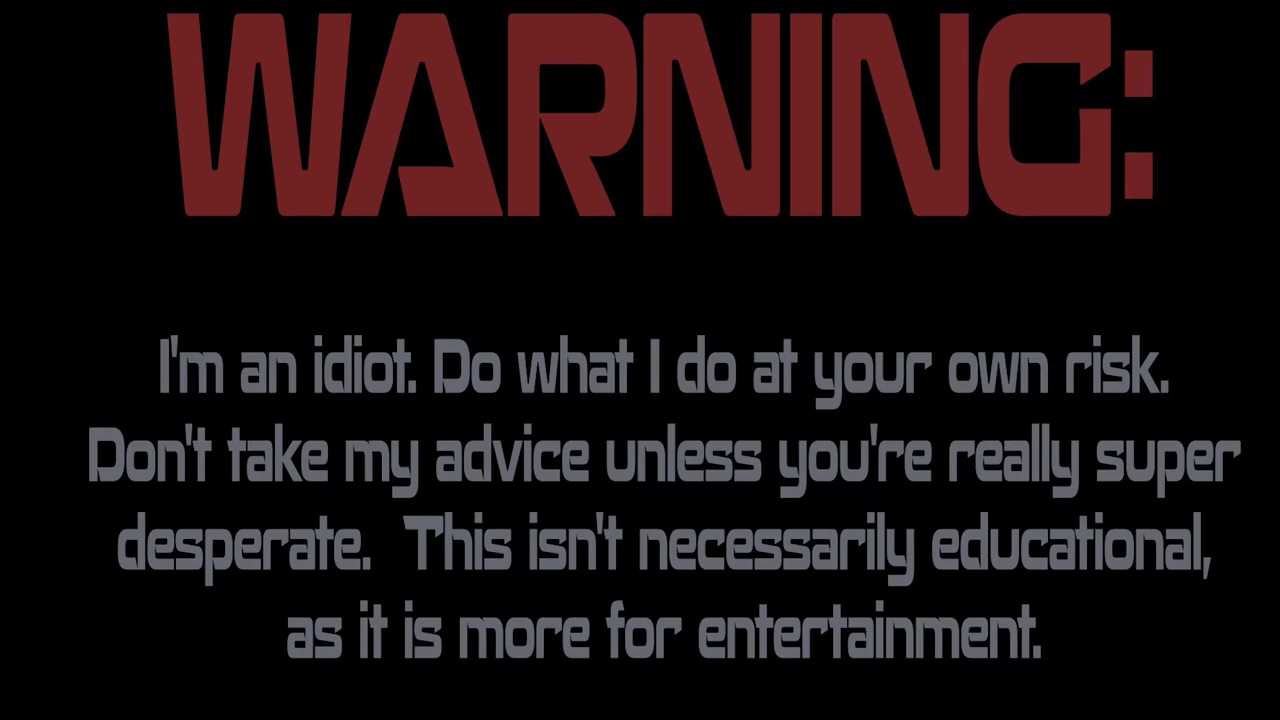 WARNING:
I'm an idiot. Do what I do at your own risk.
Don't take my advice unless you're really super
desperate.  This isn't necessarily educational,
as it is more for entertainment.